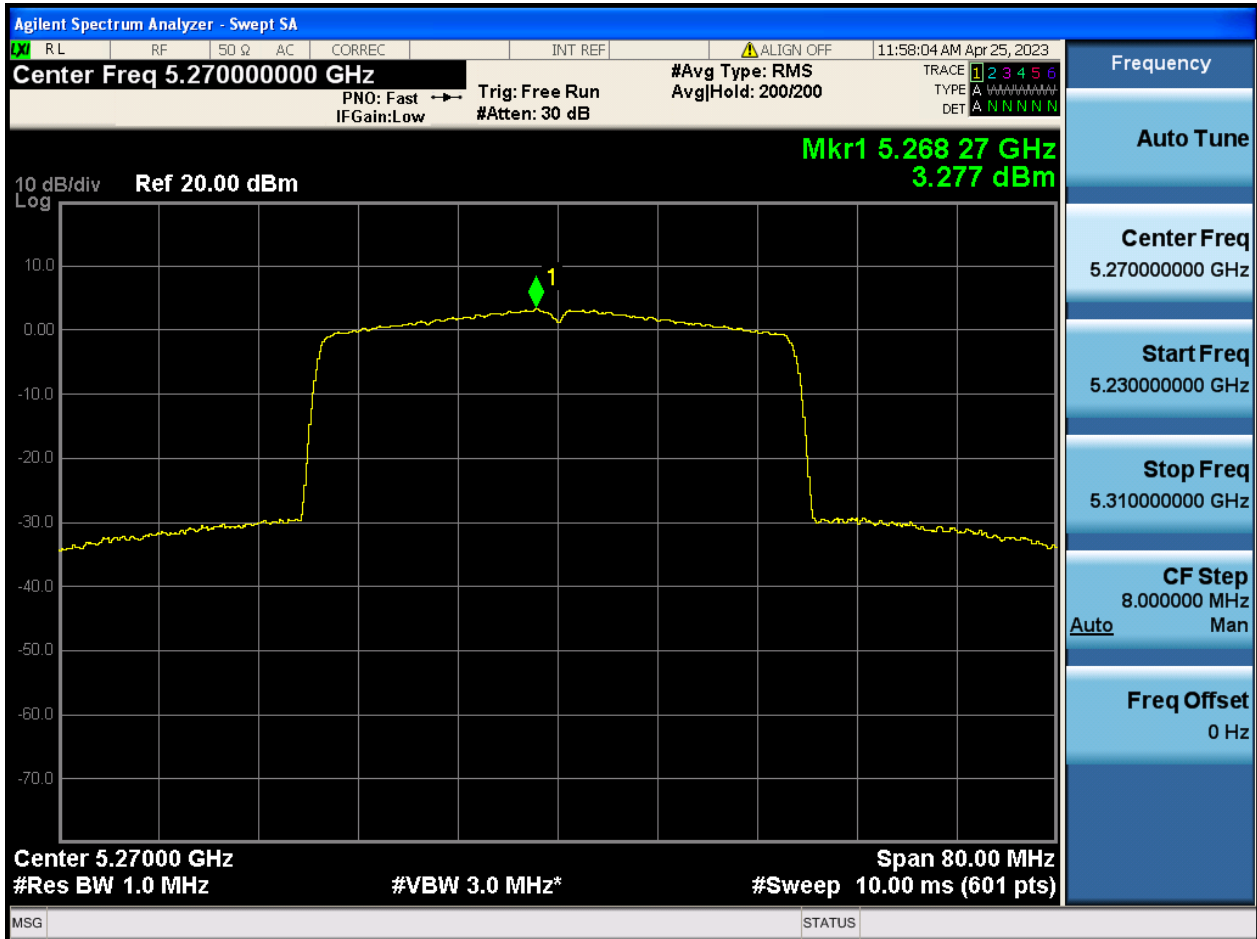 Agilent Spectrum Analyzer - Swept SA
LXI RL RF 50 Ω AC CORREC INT REF ALIGN OFF 11:58:04 AM Apr 25, 2023
Center Freq 5.270000000 GHz
PNO: Fast
IFGain:Low
Trig: Free Run
#Atten: 30 dB
#Avg Type: RMS
Avg|Hold: 200/200
TRACE 1 2 3 4 5 6
TYPE A WWWWW
DET A N N N N N
Mkr1 5.268 27 GHz
3.277 dBm
10 dB/div Ref 20.00 dBm
Log
10.0
1
0.00
-10.0
-20.0
-30.0
-40.0
-50.0
-60.0
-70.0
Center 5.27000 GHz Span 80.00 MHz
#Res BW 1.0 MHz #VBW 3.0 MHz* #Sweep 10.00 ms (601 pts)
MSG STATUS
Frequency
Auto Tune
Center Freq
5.270000000 GHz
Start Freq
5.230000000 GHz
Stop Freq
5.310000000 GHz
CF Step
8.000000 MHz
Auto Man
Freq Offset
0 Hz